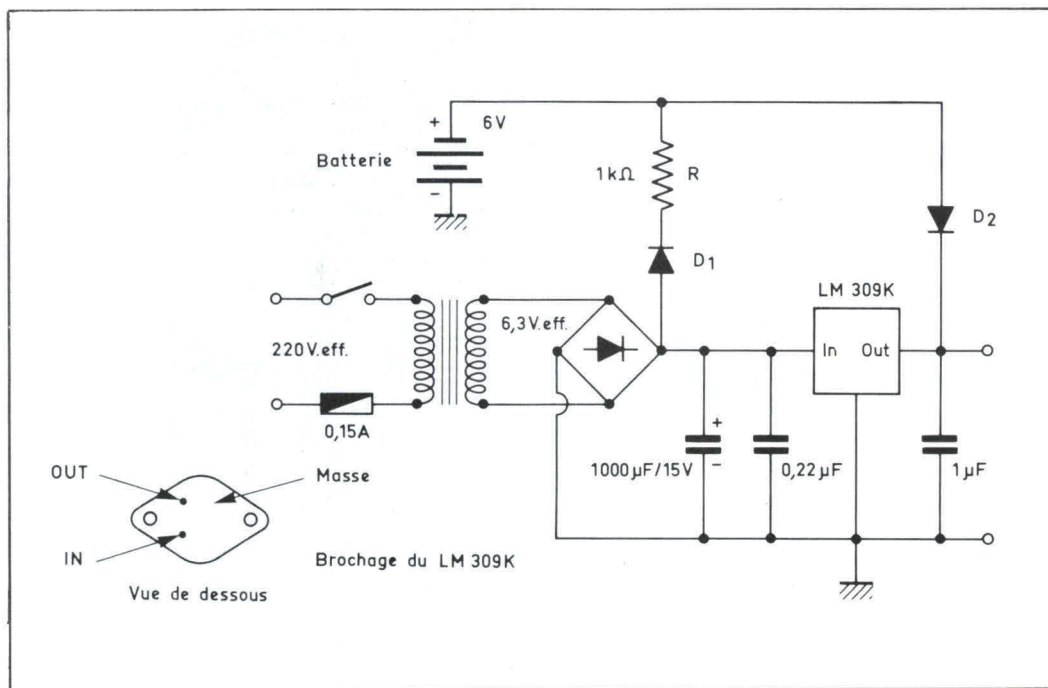 +
6V
Batterie
-
1kΩ
R
D1
D2
LM 309K
In
Out
6,3V.eff.
220V.eff.
0,15A
+
-
1000µF/15V
0,22µF
1µF
OUT
Masse
IN
Brochage du LM 309K
Vue de dessous